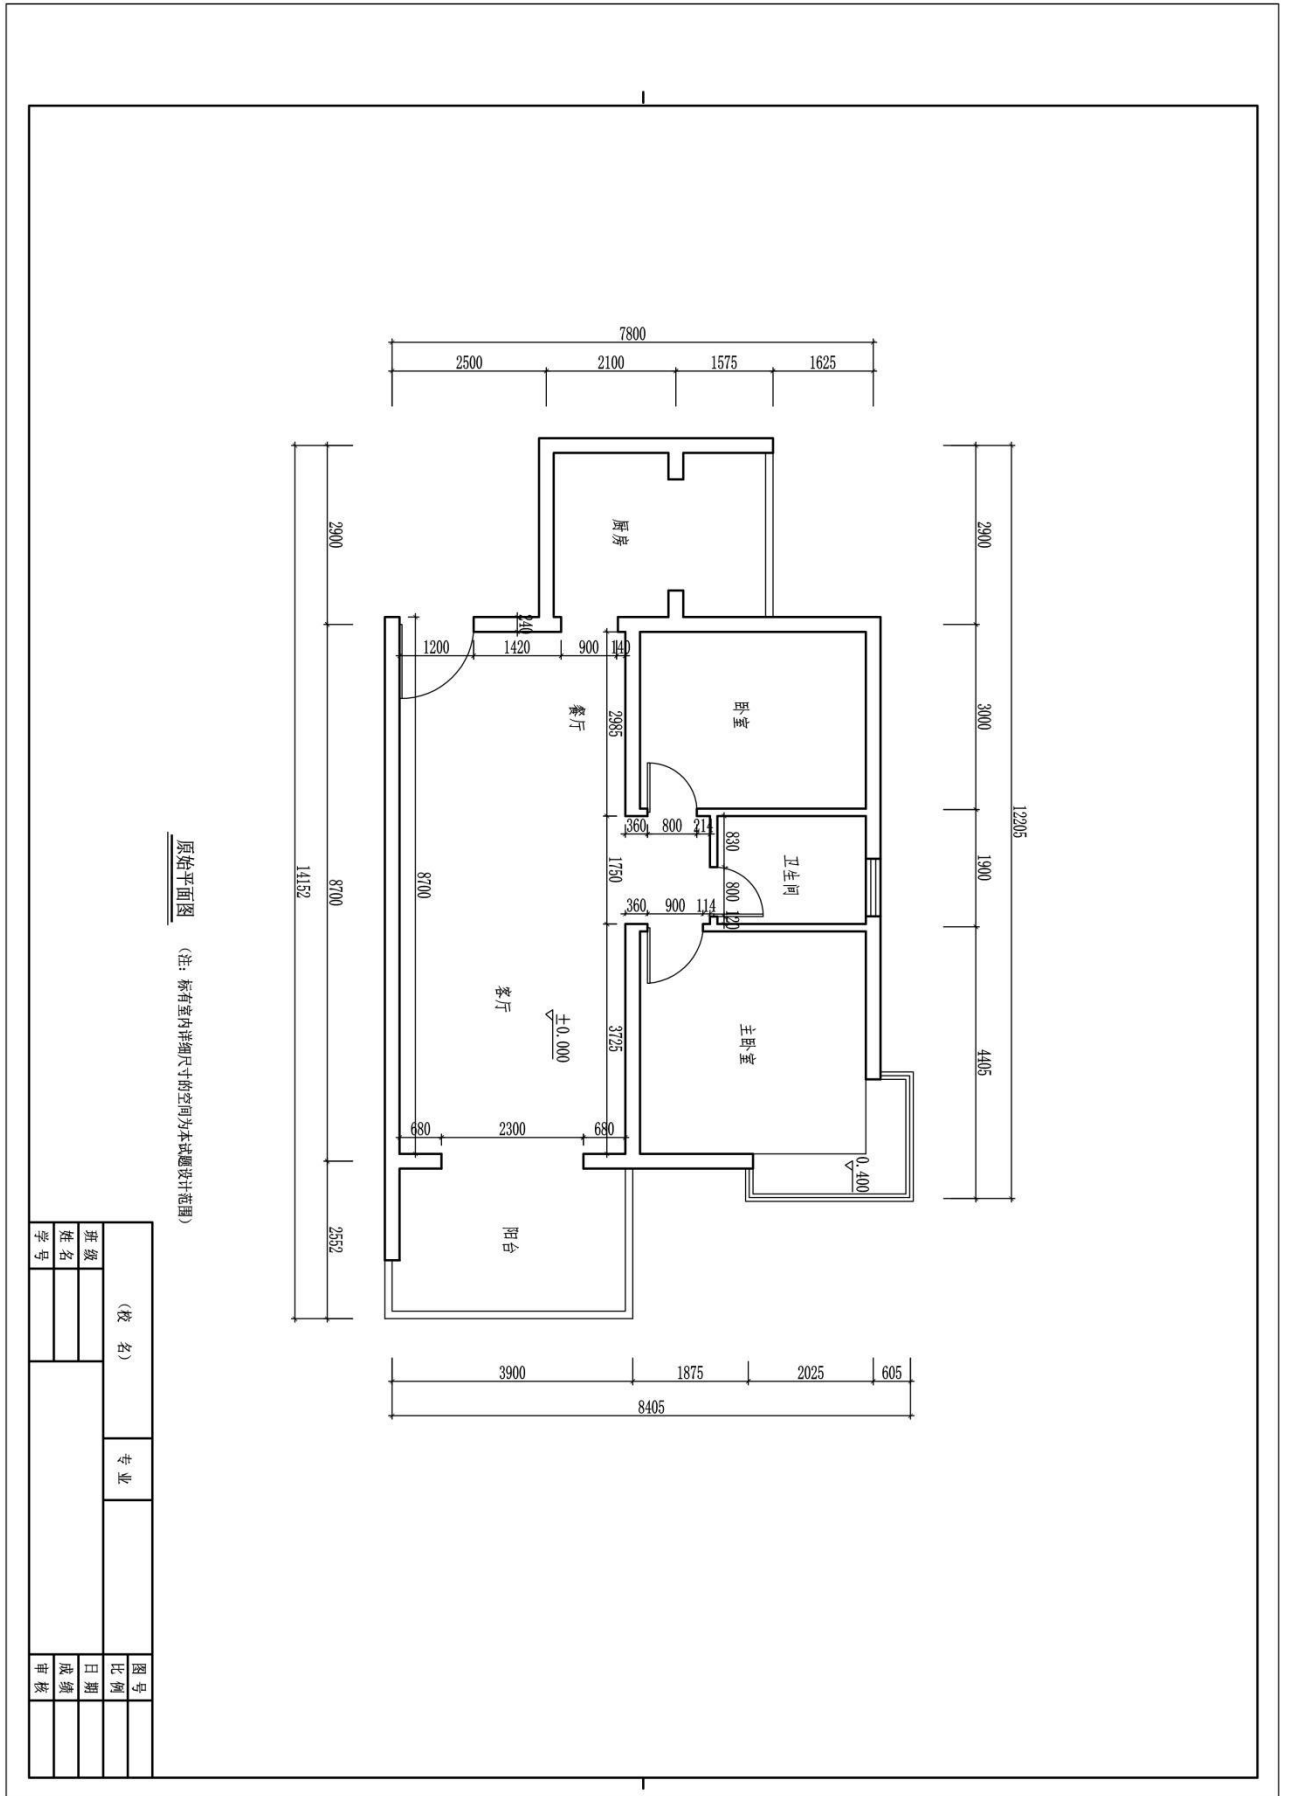 7800
2500 2100 1575 1625
14152
2900 8700 2552
12205
2900 3000 1900 4405
厨房
240
1200 1420 900 140
餐厅
卧室
2985
360 800 214
830
卫生间
1750
8700
800
360 900 114
120
客厅
±0.000
3725
主卧室
680 2300 680
0.400
阳台
3900 1875 2025 605
8405
原始平面图 （注：标有室内详细尺寸的空间为本试题设计范围）
（校 名）
专 业
图 号
比 例
班 级
日 期
姓 名
成 绩
学 号
审 核